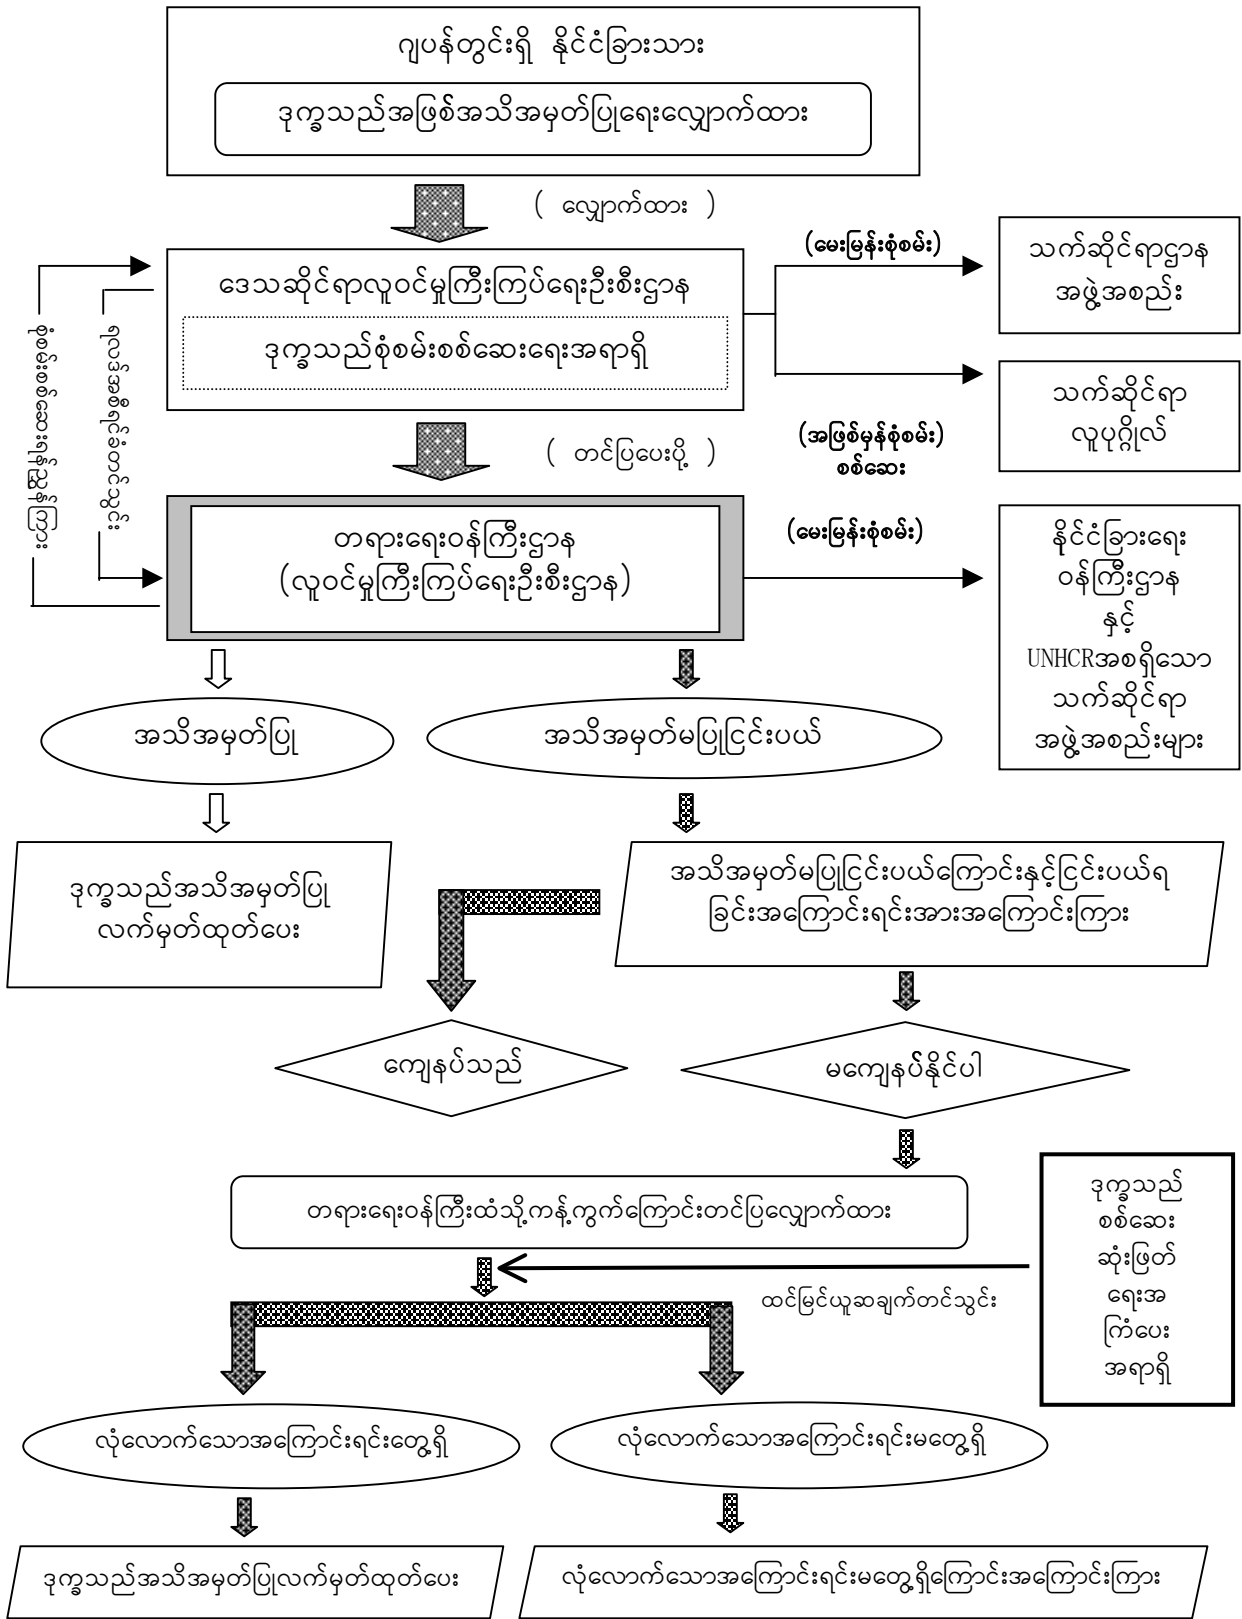 ဂျပန်တွင်းရှိ နိုင်ငံခြားသား
ဒုက္ခသည်အဖြစ်အသိအမှတ်ပြုရေးလျှောက်ထား
( လျှောက်ထား )
(မေးမြန်းစုံစမ်း)
သက်ဆိုင်ရာဌာန
အဖွဲ့အစည်း
ဒေသဆိုင်ရာလူဝင်မှုကြီးကြပ်ရေးဦးစီးဌာန
ဒုက္ခသည်စုံစမ်းစစ်ဆေးရေးအရာရှိ
သက်ဆိုင်ရာ
လူပုဂ္ဂိုလ်
(အဖြစ်မှန်စုံစမ်း)
စစ်ဆေး
( တင်ပြပေးပို့ )
တရားရေးဝန်ကြီးဌာန
(လူဝင်မှုကြီးကြပ်ရေးဦးစီးဌာန)
(မေးမြန်းစုံစမ်း)
နိုင်ငံခြားရေး
ဝန်ကြီးဌာန
နှင့်
UNHCRအစရှိသော
သက်ဆိုင်ရာ
အဖွဲ့အစည်းများ
အသိအမှတ်ပြု
အသိအမှတ်မပြုငြင်းပယ်
ဒုက္ခသည်အသိအမှတ်ပြု
လက်မှတ်ထုတ်ပေး
အသိအမှတ်မပြုငြင်းပယ်ကြောင်းနှင့်ငြင်းပယ်ရ
ခြင်းအကြောင်းရင်းအားအကြောင်းကြား
ကျေနပ်သည်
မကျေနပ်နိုင်ပါ
တရားရေးဝန်ကြီးထံသို့ကန့်ကွက်ကြောင်းတင်ပြလျှောက်ထား
ဒုက္ခသည်
စစ်ဆေး
ဆုံးဖြတ်
ရေးအ
ကြံပေး
အရာရှိ
ထင်မြင်ယူဆချက်တင်သွင်း
လုံလောက်သောအကြောင်းရင်းတွေ့ရှိ
လုံလောက်သောအကြောင်းရင်းမတွေ့ရှိ
ဒုက္ခသည်အသိအမှတ်ပြုလက်မှတ်ထုတ်ပေး
လုံလောက်သောအကြောင်းရင်းမတွေ့ရှိကြောင်းအကြောင်းကြား